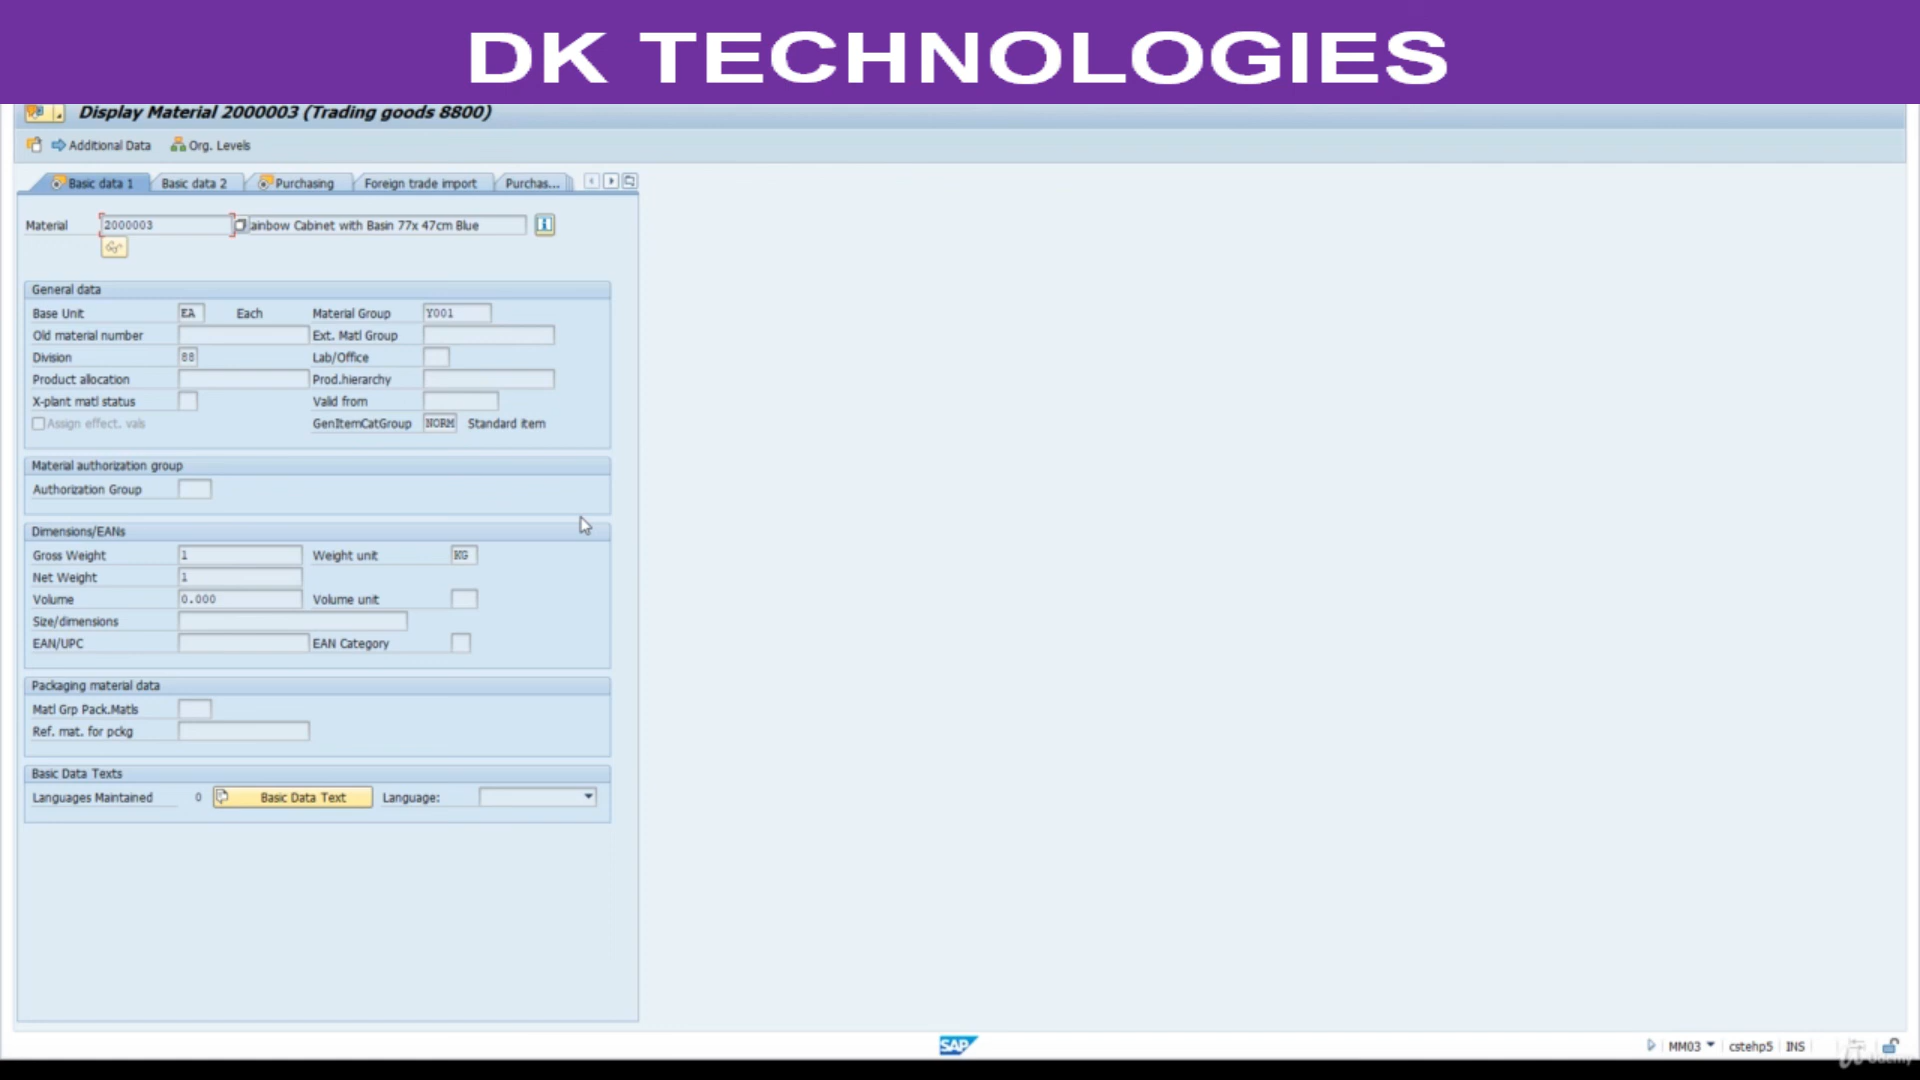 DK TECHNOLOGIES
Display Material 2000003 (Trading goods 8800)
Additional Data Org. Levels
Basic data 1 Basic data 2 Purchasing Foreign trade import Purchas...
Material 2000003 ainbow Cabinet with Basin 77x 47cm Blue
General data
Base Unit EA Each Material Group Y001
Old material number Ext. Matl Group
Division 88 Lab/Office
Product allocation Prod.hierarchy
X-plant matl status Valid from
Assign effect. vals GenItemCatGroup NORM Standard item
Material authorization group
Authorization Group
Dimensions/EANs
Gross Weight 1 Weight unit KG
Net Weight 1
Volume 0.000 Volume unit
Size/dimensions
EAN/UPC EAN Category
Packaging material data
Matl Grp Pack.Matls
Ref. mat. for pckg
Basic Data Texts
Languages Maintained 0 Basic Data Text Language:
SAP MM03 cstehp5 INS
Udemy